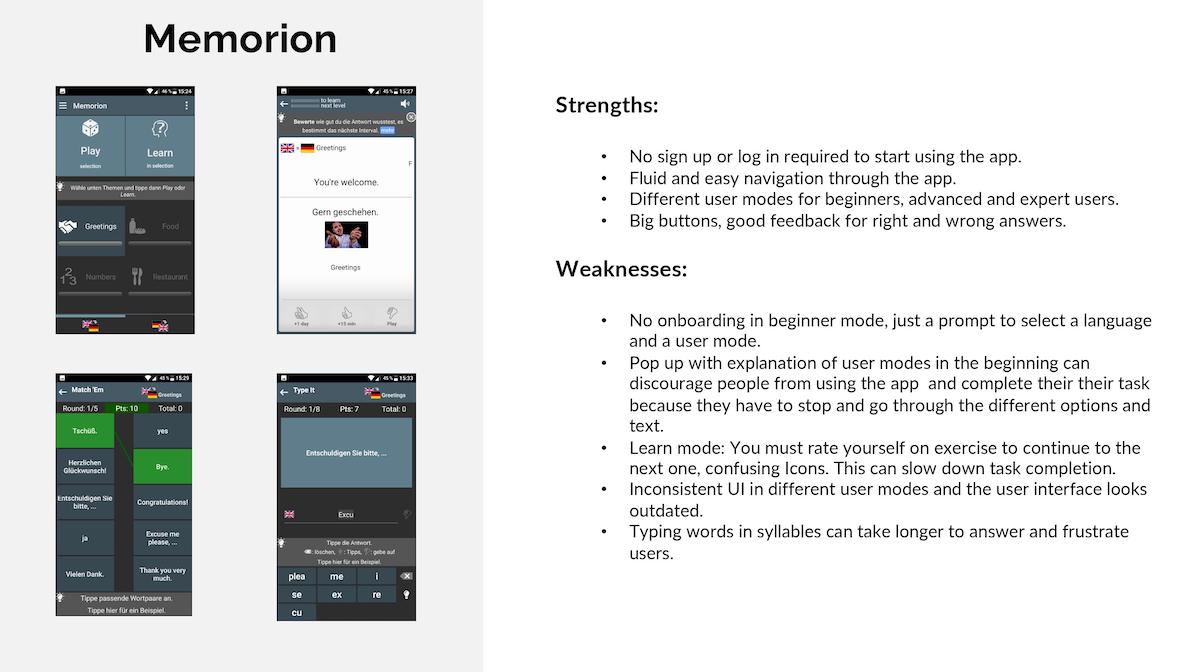 Memorion
46 % 15:24
Memorion
Play
selection
Learn
in selection
Wähle unten Themen und tippe dann Play oder
Learn.
Greetings
Food
Numbers
Restaurant
45 % 15:27
to learn
next level
Bewerte wie gut du die Antwort wusstest, es
bestimmt das nächste Interval. mehr
= Greetings
F
You're welcome.
Gern geschehen.
Greetings
+1 day
+15 min
Play
45 % 15:29
Match 'Em
Greetings
Round: 1/5 Pts: 10 Total: 0
Tschüß.
yes
Herzlichen
Glückwunsch!
Bye.
Entschuldigen Sie
bitte, ...
Congratulations!
ja
Excuse me
please, ...
Vielen Dank.
Thank you very
much.
Tippe passende Wortpaare an.
Tippe hier für ein Beispiel.
45 % 15:33
Type It
Greetings
Round: 1/8 Pts: 7 Total: 0
Entschuldigen Sie bitte, ...
Excu
Tippe die Antwort.
: löschen, : Tipps, : gebe auf
Tippe hier für ein Beispiel.
plea me i
se ex re
cu
Strengths:
• No sign up or log in required to start using the app.
• Fluid and easy navigation through the app.
• Different user modes for beginners, advanced and expert users.
• Big buttons, good feedback for right and wrong answers.
Weaknesses:
• No onboarding in beginner mode, just a prompt to select a language
and a user mode.
• Pop up with explanation of user modes in the beginning can
discourage people from using the app and complete their their task
because they have to stop and go through the different options and
text.
• Learn mode: You must rate yourself on exercise to continue to the
next one, confusing Icons. This can slow down task completion.
• Inconsistent UI in different user modes and the user interface looks
outdated.
• Typing words in syllables can take longer to answer and frustrate
users.